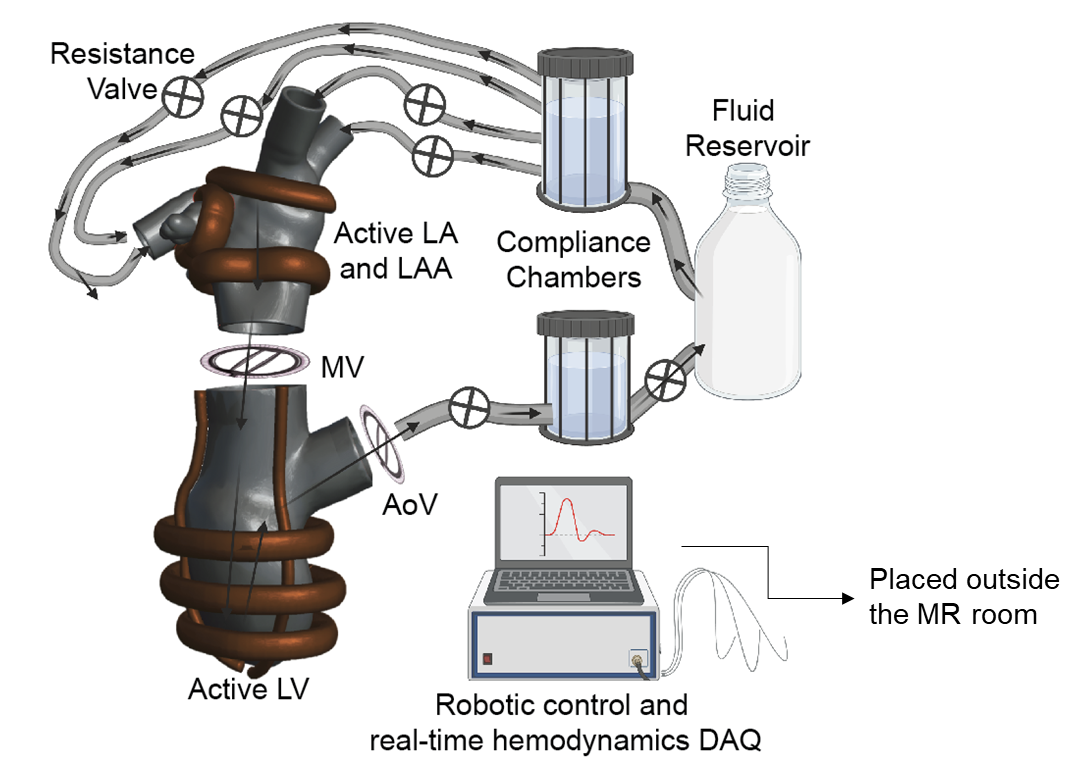 Resistance
Valve
Fluid
Reservoir
Active LA
and LAA
Compliance
Chambers
MV
AoV
Active LV
Placed outside
the MR room
Robotic control and
real-time hemodynamics DAQ